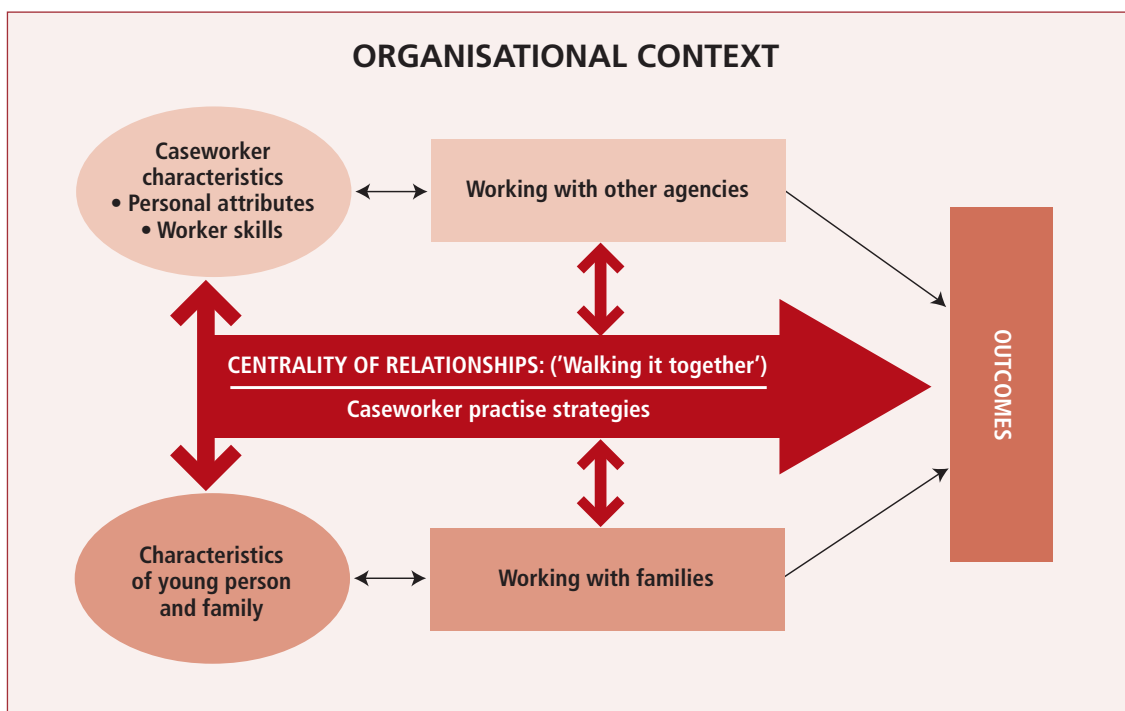 ORGANISATIONAL CONTEXT
Caseworker
characteristics
• Personal attributes
• Worker skills
Working with other agencies
CENTRALITY OF RELATIONSHIPS: ('Walking it together')
Caseworker practise strategies
OUTCOMES
Characteristics
of young person
and family
Working with families